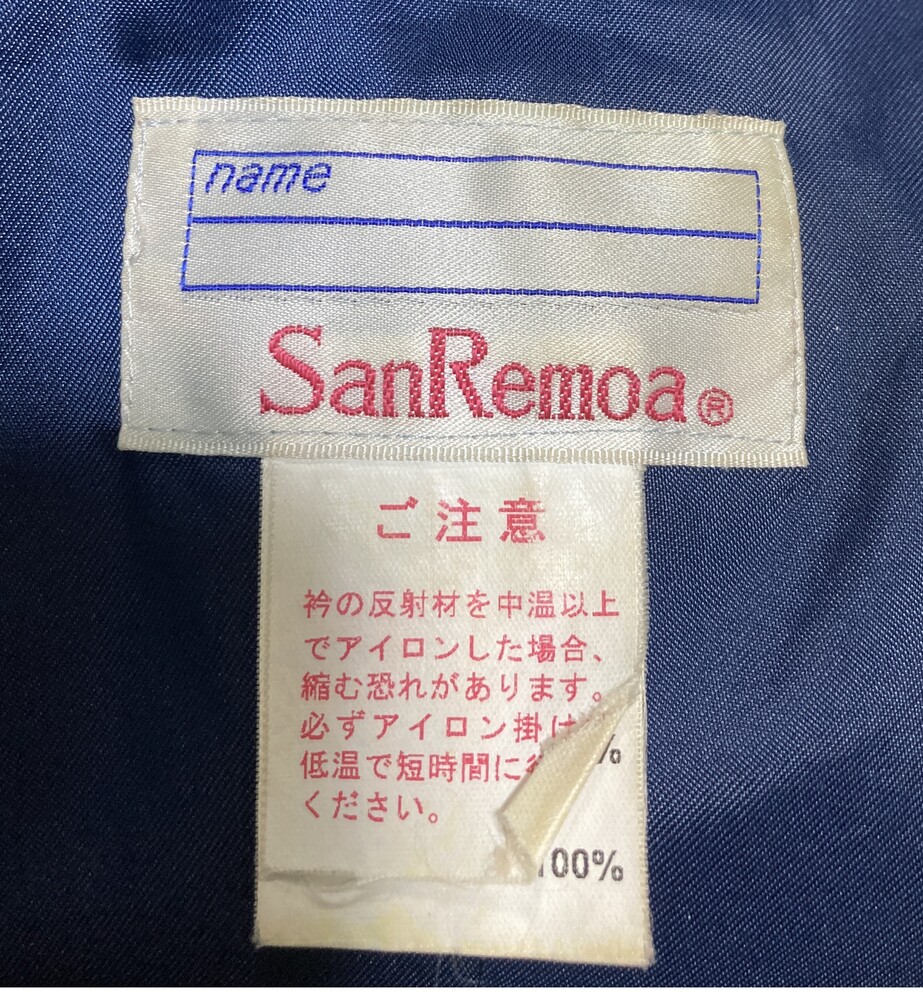 name
SanRemoa®
ご注意
衿の反射材を中温以上
でアイロンした場合、
縮む恐れがあります。
必ずアイロン掛け
%
低温で短時間に
ください。
100%